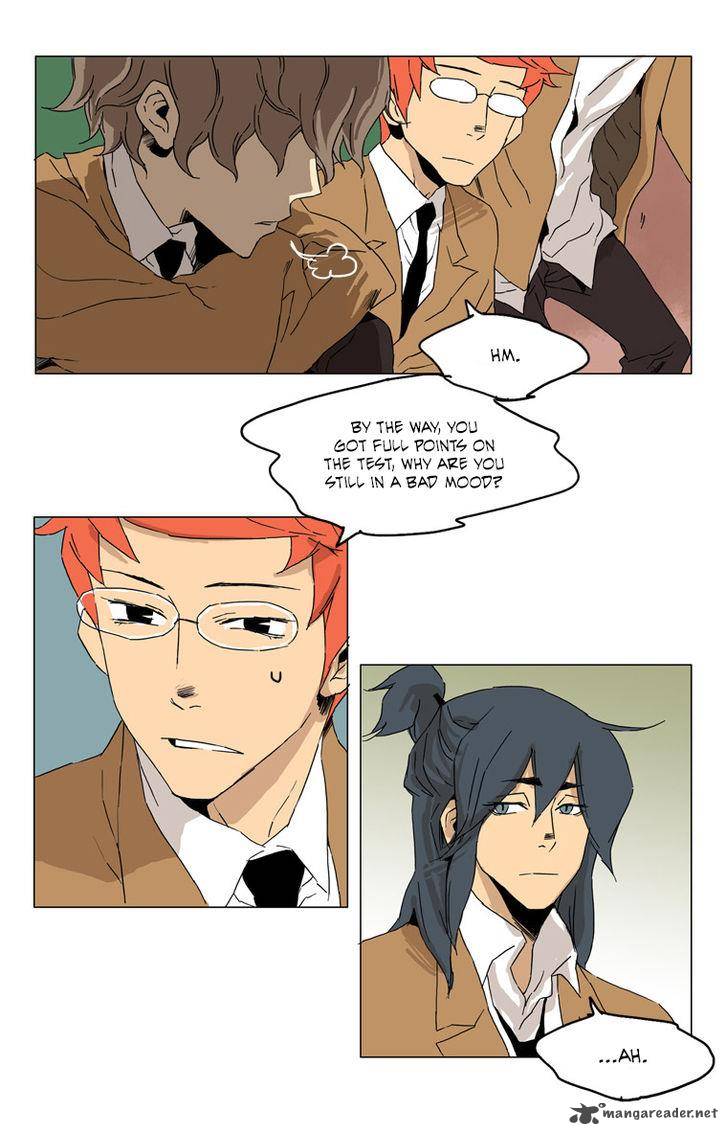 HM.
BY THE WAY, YOU
GOT FULL POINTS ON
THE TEST, WHY ARE YOU
STILL IN A BAD MOOD?
...AH.
mangareader.net